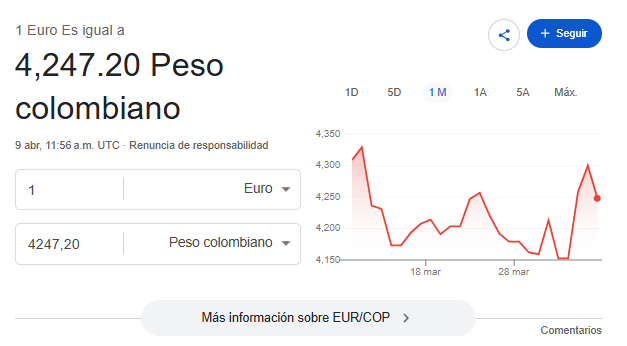 1 Euro Es igual a
4,247.20 Peso
colombiano
9 abr, 11:56 a.m. UTC · Renuncia de responsabilidad
1 Euro
4247,20 Peso colombiano
Seguir
1D 5D 1 M 1A 5A Máx.
4,350
4,300
4,250
4,200
4,150
18 mar 28 mar
Más información sobre EUR/COP
Comentarios